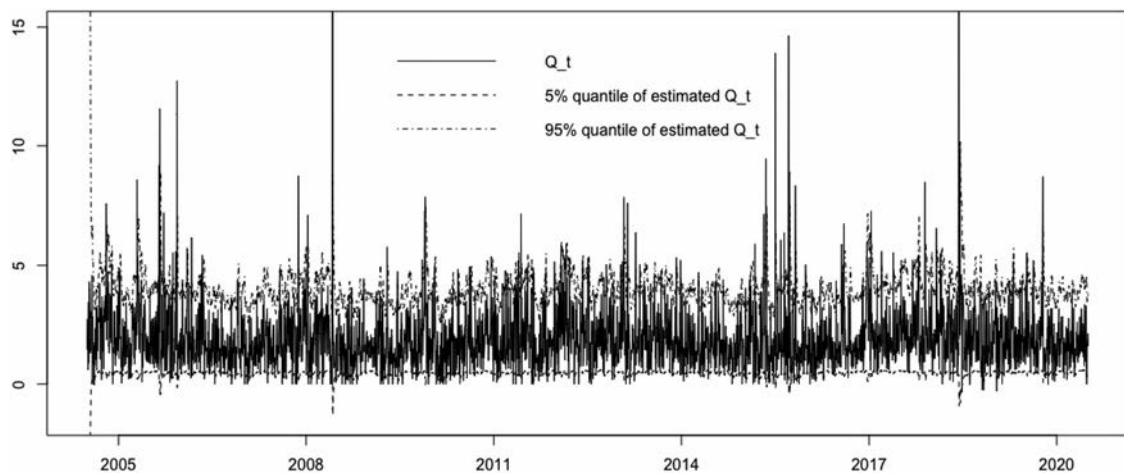 15
10
5
0
Q_t
5% quantile of estimated Q_t
95% quantile of estimated Q_t
2005 2008 2011 2014 2017 2020